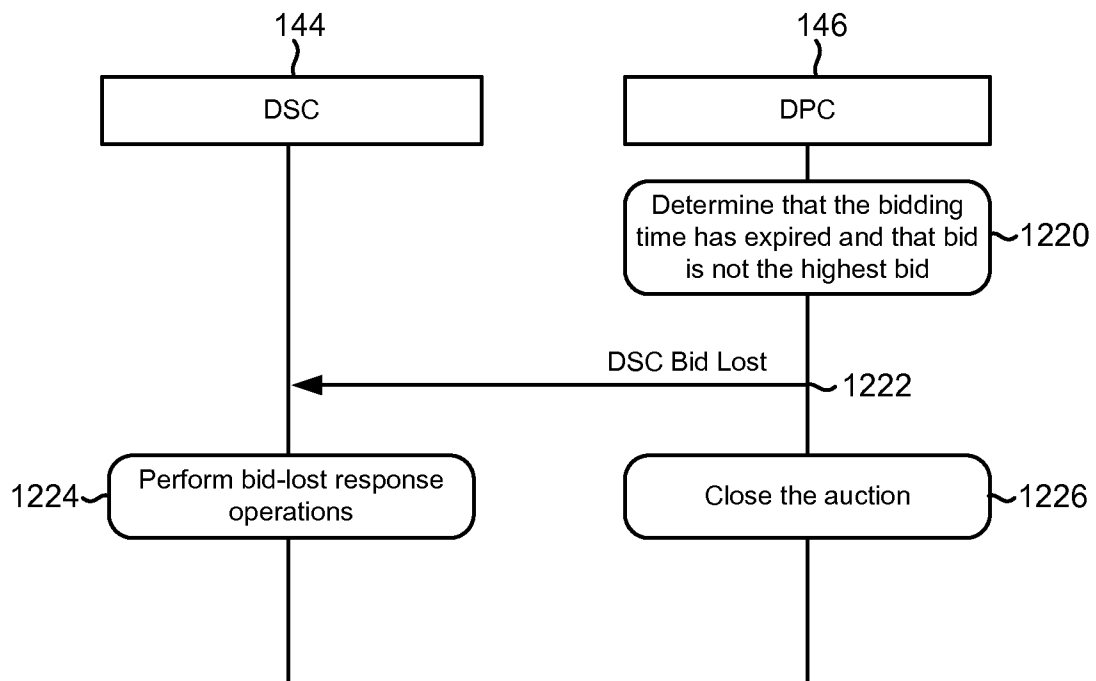 144
146
DSC
DPC
Determine that the bidding
time has expired and that bid
is not the highest bid
1220
DSC Bid Lost
1222
1224
Perform bid-lost response
operations
Close the auction
1226